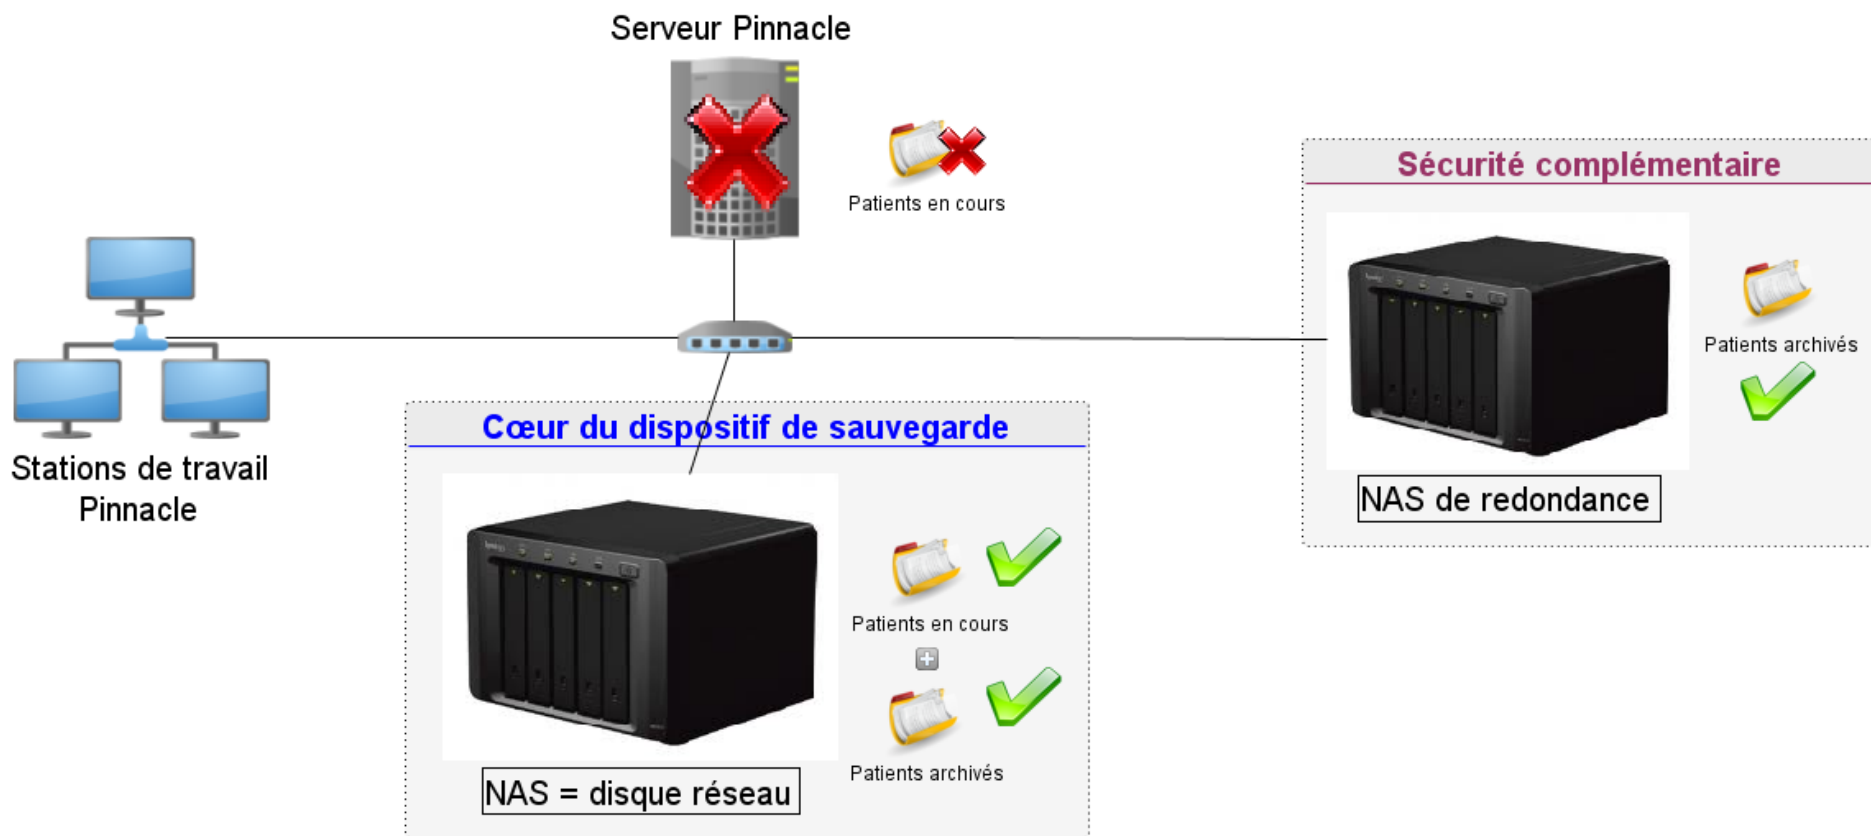 Serveur Pinnacle
Patients en cours
Sécurité complémentaire
Patients archivés
NAS de redondance
Stations de travail
Pinnacle
Cœur du dispositif de sauvegarde
Patients en cours
Patients archivés
NAS = disque réseau